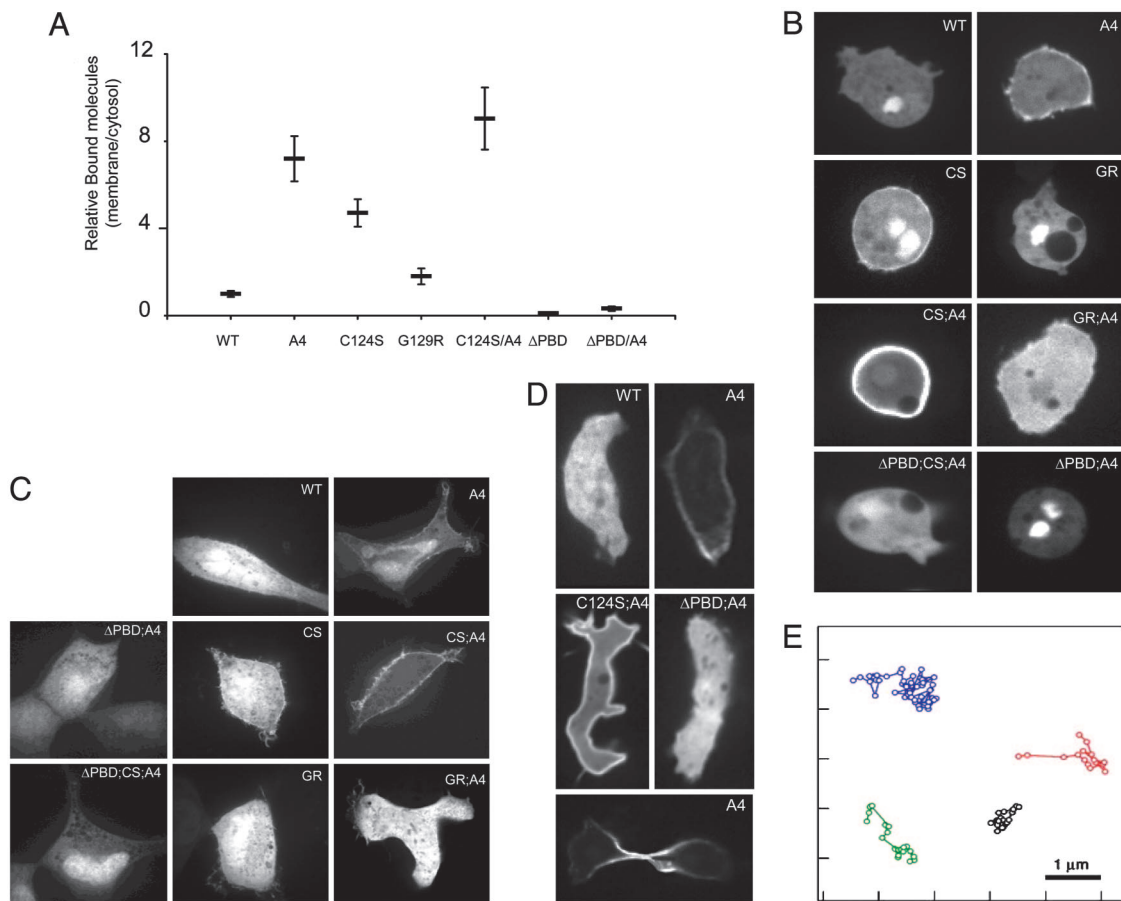 A
Relative Bound molecules
(membrane/cytosol)
12
8
4
0
WT A4 C124S G129R C124S/A4 ΔPBD ΔPBD/A4
B
WT
A4
CS
GR
CS;A4
GR;A4
ΔPBD;CS;A4
ΔPBD;A4
C
WT
A4
ΔPBD;A4
CS
CS;A4
ΔPBD;CS;A4
GR
GR;A4
D
WT
A4
C124S;A4
ΔPBD;A4
A4
E
1 μm